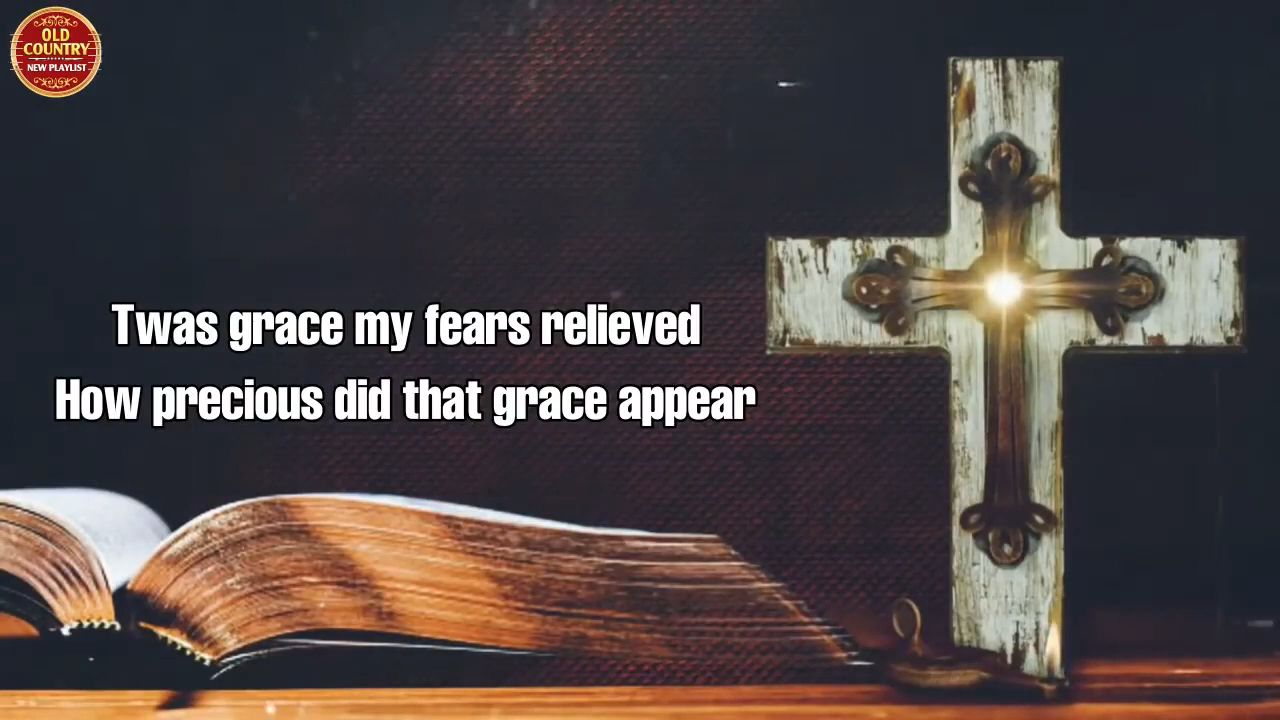 OLD
COUNTRY
NEW PLAYLIST
Twas grace my fears relieved
How precious did that grace appear